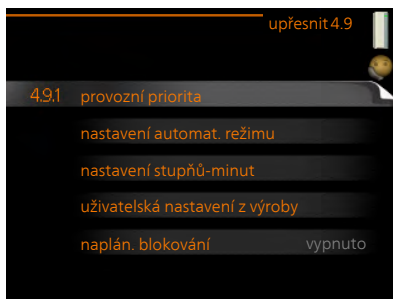 upřesnit 4.9
4.9.1 provozní priorita
nastavení automat. režimu
nastavení stupňů-minut
uživatelská nastavení z výroby
naplán. blokování vypnuto